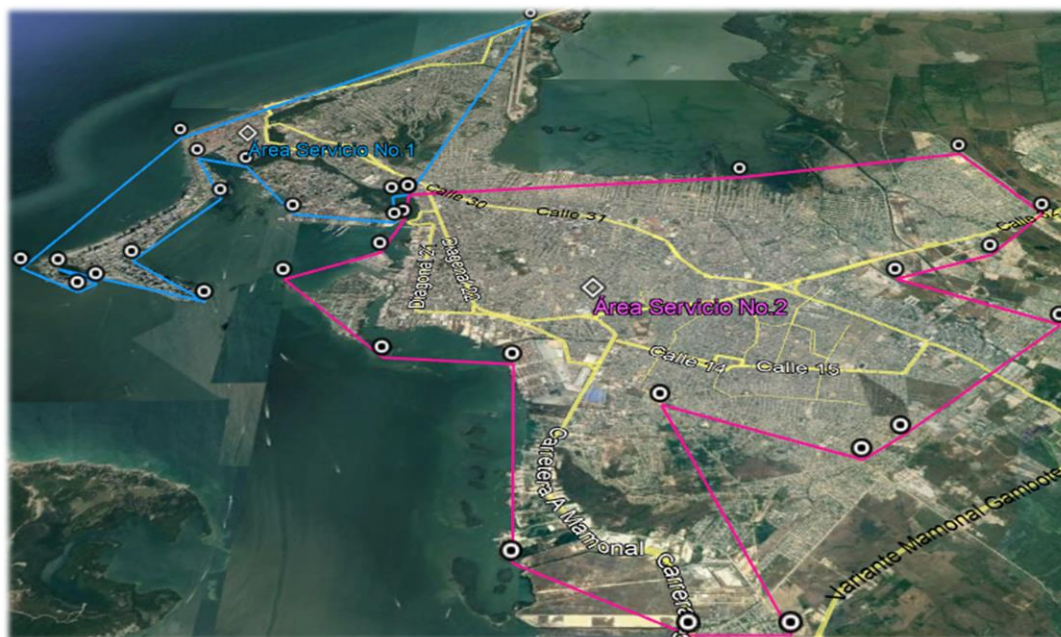 Área Servicio No.1
Calle 30
Calle 37
Diagonal 21
Diagonal 22
Área Servicio No.2
Calle 14
Calle 15
Carretera A Mamonal
Variante Mamonal Gambote